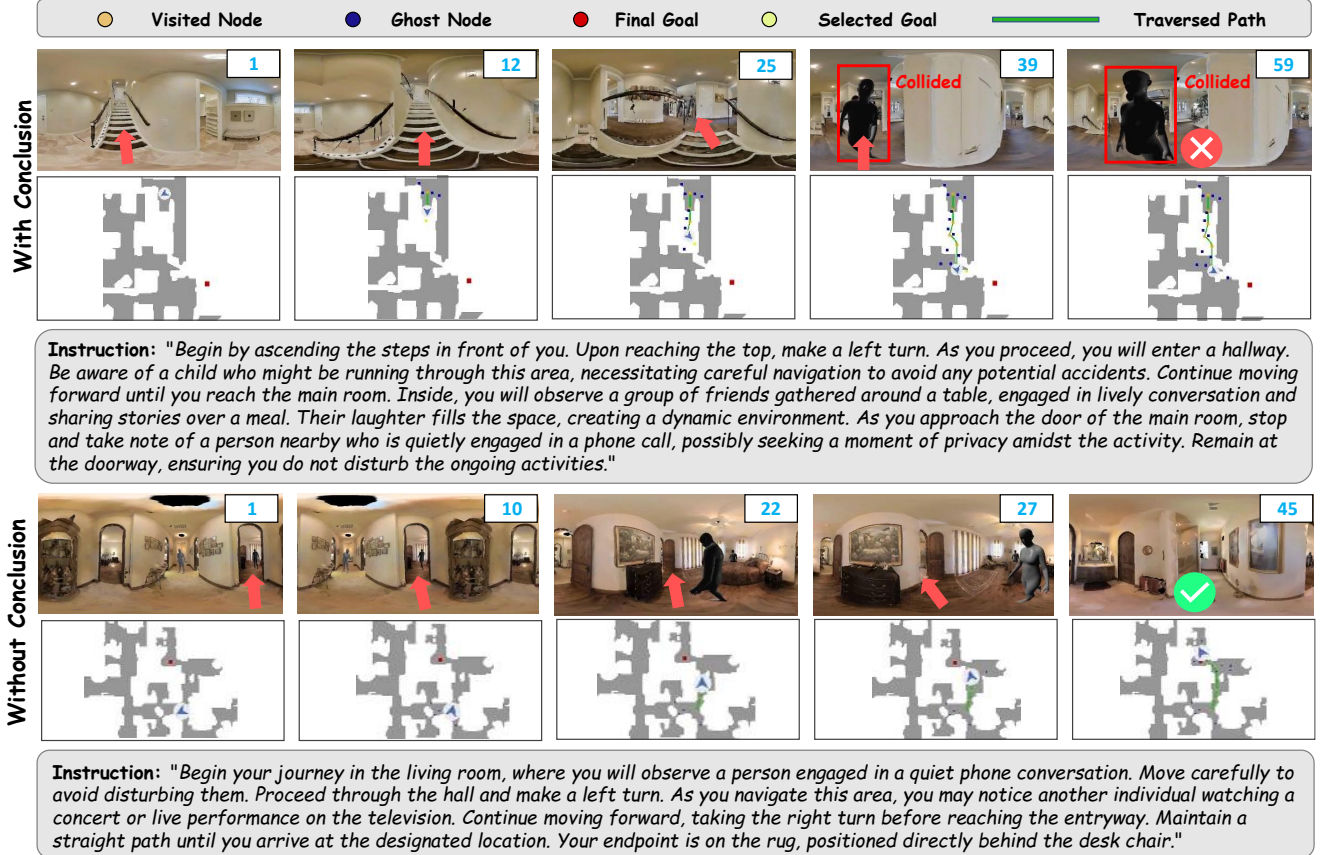 Visited Node Ghost Node Final Goal Selected Goal Traversed Path
With Conclusion
1 12 25 39 59
Collided Collided
Instruction: "Begin by ascending the steps in front of you. Upon reaching the top, make a left turn. As you proceed, you will enter a hallway.
Be aware of a child who might be running through this area, necessitating careful navigation to avoid any potential accidents. Continue moving
forward until you reach the main room. Inside, you will observe a group of friends gathered around a table, engaged in lively conversation and
sharing stories over a meal. Their laughter fills the space, creating a dynamic environment. As you approach the door of the main room, stop
and take note of a person nearby who is quietly engaged in a phone call, possibly seeking a moment of privacy amidst the activity. Remain at
the doorway, ensuring you do not disturb the ongoing activities."
Without Conclusion
1 10 22 27 45
Instruction: "Begin your journey in the living room, where you will observe a person engaged in a quiet phone conversation. Move carefully to
avoid disturbing them. Proceed through the hall and make a left turn. As you navigate this area, you may notice another individual watching a
concert or live performance on the television. Continue moving forward, taking the right turn before reaching the entryway. Maintain a
straight path until you arrive at the designated location. Your endpoint is on the rug, positioned directly behind the desk chair."